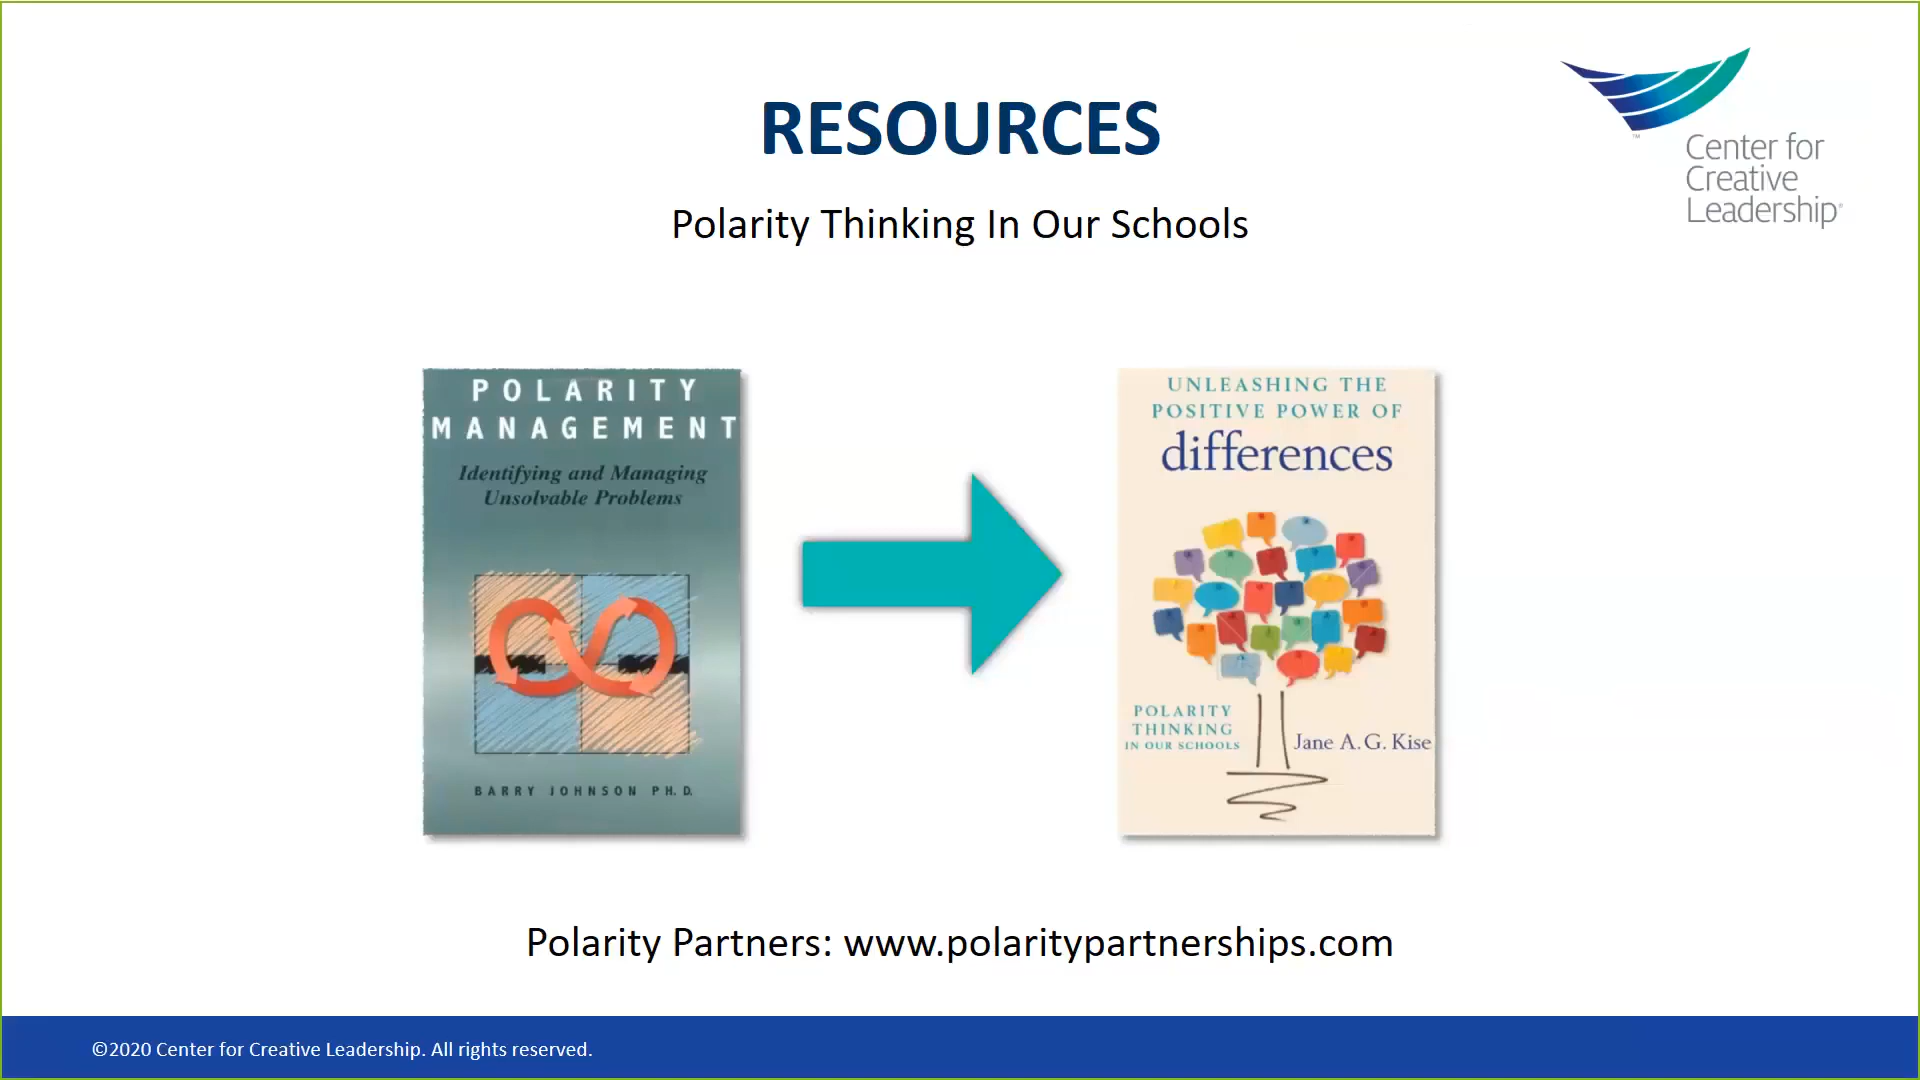 RESOURCES
Center for
Creative
Leadership®
Polarity Thinking In Our Schools
POLARITY
MANAGEMENT
Identifying and Managing
Unsolvable Problems
BARRY JOHNSON PH.D.
UNLEASHING THE
POSITIVE POWER OF
differences
POLARITY
THINKING
IN OUR SCHOOLS
Jane A.G. Kise
Polarity Partners: www.polaritypartnerships.com
©2020 Center for Creative Leadership. All rights reserved.